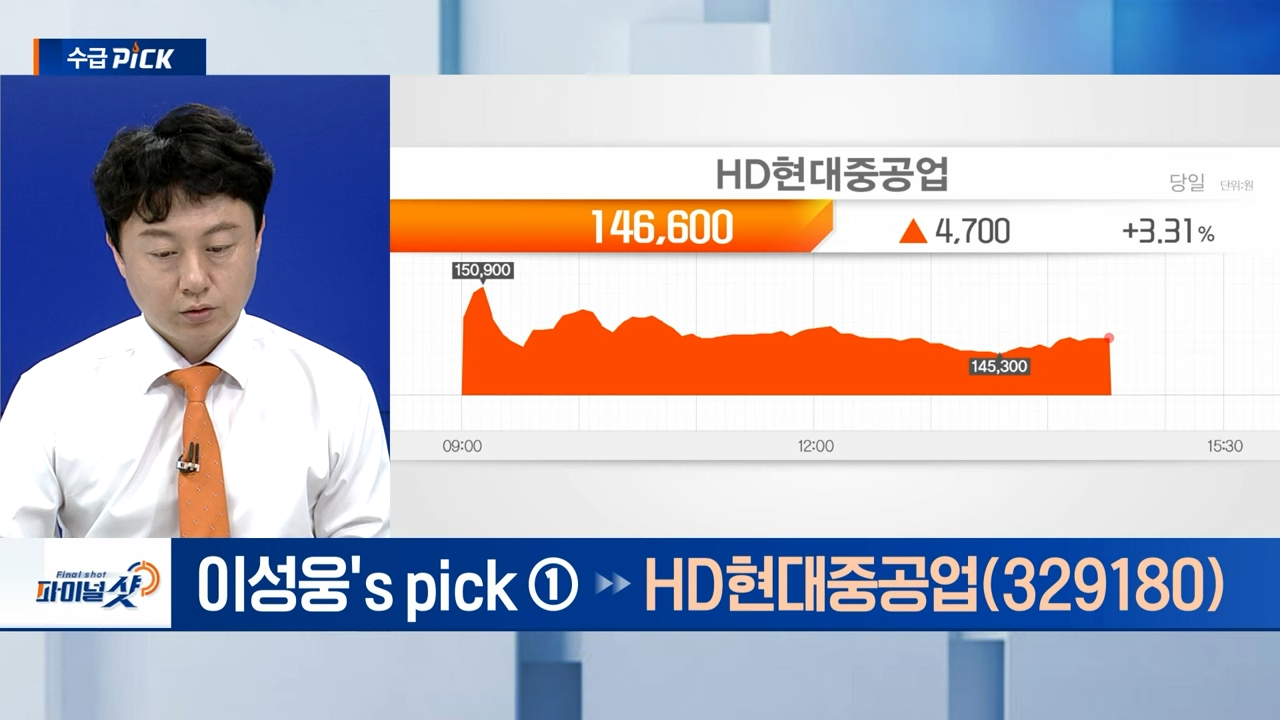 수급 PiCK
HD현대중공업
당일 단위:원
146,600 ▲ 4,700 +3.31%
150,900
145,300
09:00 12:00 15:30
Final shot
파이널샷
이성웅's pick ① ▸▸ HD현대중공업(329180)